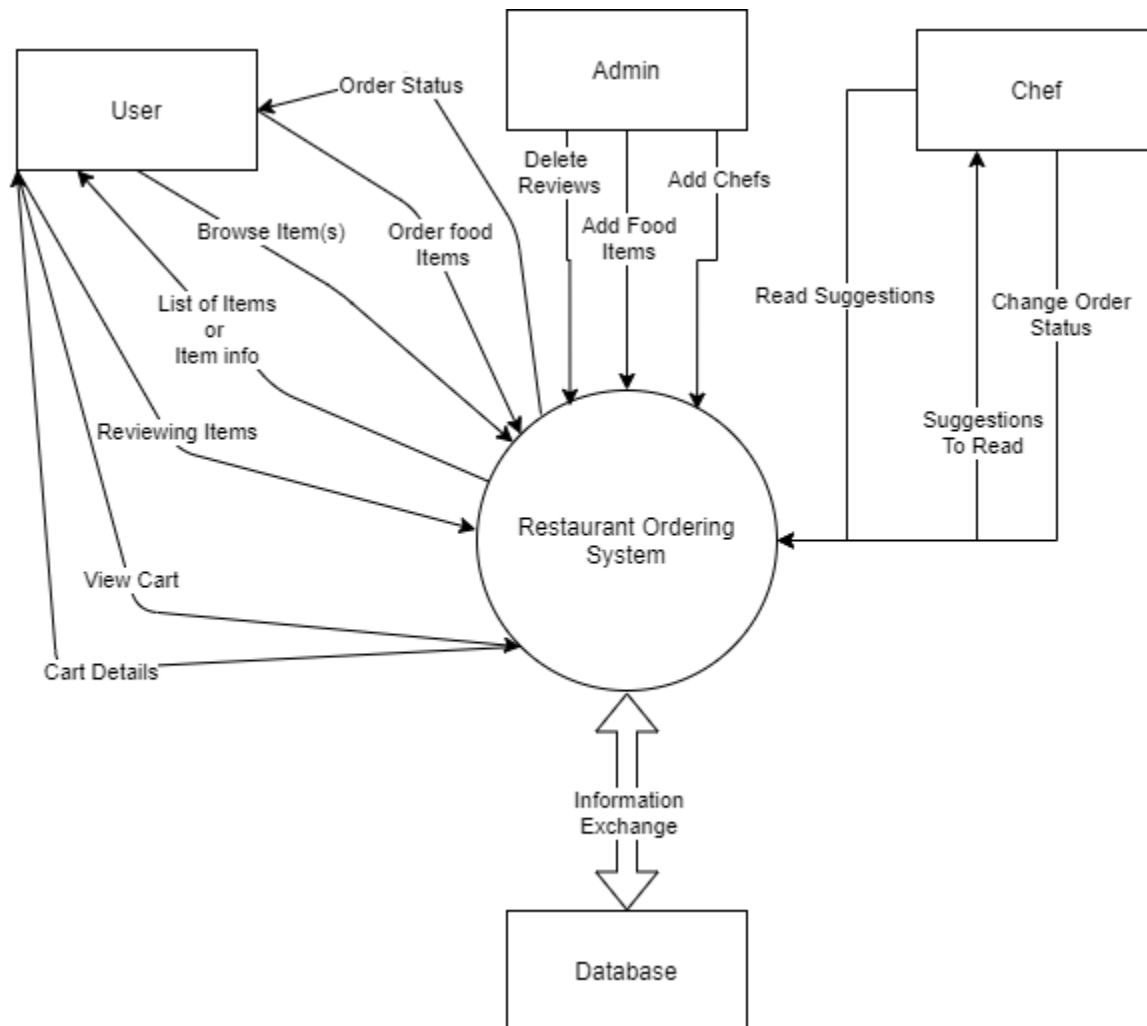 User
Admin
Chef
Order Status
Delete
Reviews
Add Chefs
Browse Item(s)
Order food
Items
Add Food
Items
List of Items
or
Item info
Read Suggestions
Change Order
Status
Reviewing Items
Suggestions
To Read
Restaurant Ordering
System
View Cart
Cart Details
Information
Exchange
Database